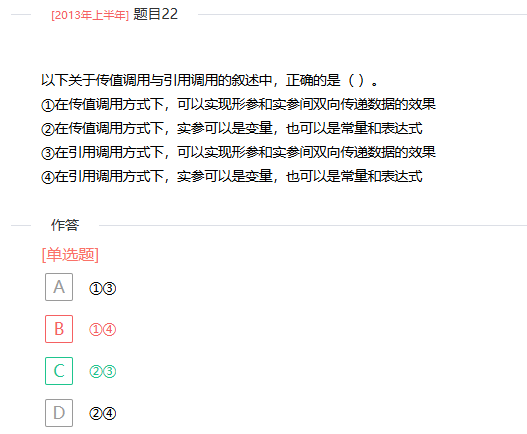 [2013年上半年] 题目22
以下关于传值调用与引用调用的叙述中，正确的是（ ）。
①在传值调用方式下，可以实现形参和实参间双向传递数据的效果
②在传值调用方式下，实参可以是变量，也可以是常量和表达式
③在引用调用方式下，可以实现形参和实参间双向传递数据的效果
④在引用调用方式下，实参可以是变量，也可以是常量和表达式
作答
[单选题]
A ①③
B ①④
C ②③
D ②④